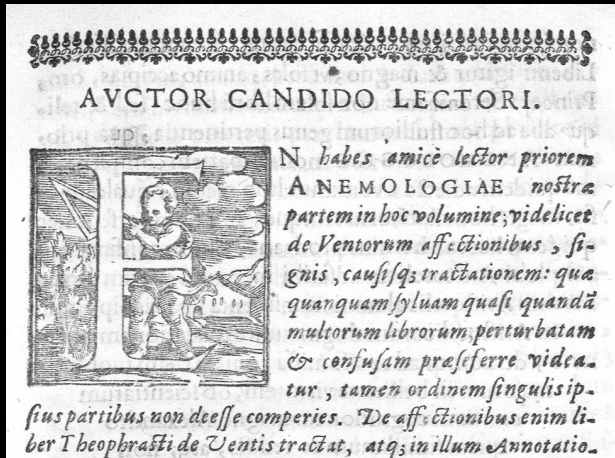 AVCTOR CANDIDO LECTORI.
EN habes amicè lector priorem
ANEMOLOGIAE nostræ
partem in hoc volumine; videlicet
de Ventorum affectionibus, si-
gnis, causisq; tractationem: quæ
quanquam syluam quasi quandā
multorum librorum, perturbatam
& confusam præseferre videa-
tur, tamen ordinem singulis ip-
sius partibus non deesse comperies. De affectionibus enim li-
ber Theophrasti de Ventis tractat, atq; in illum Annotatio-